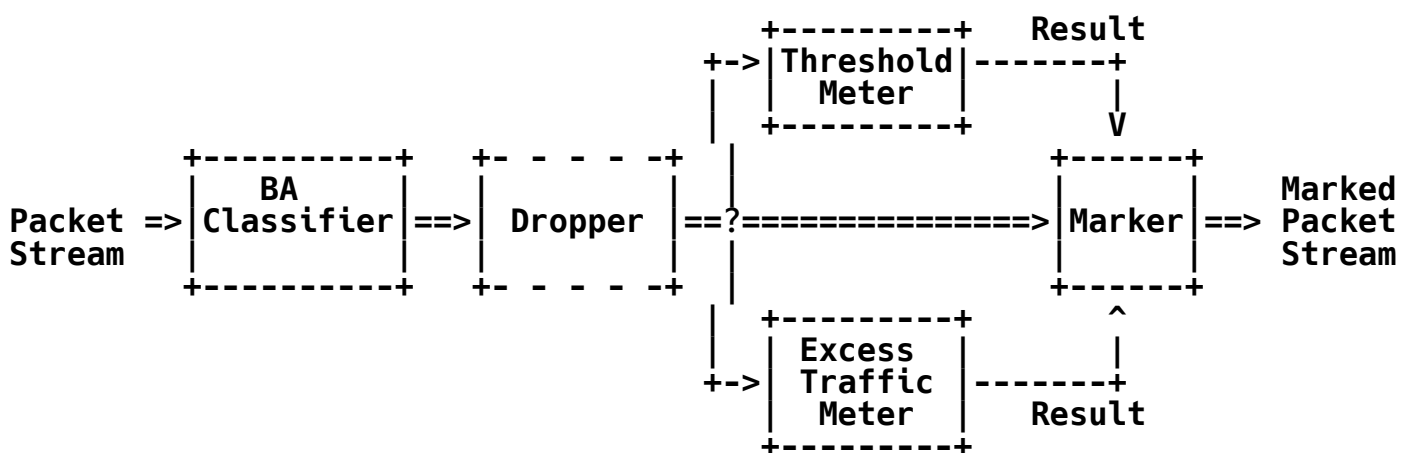 +---------+ Result
+->|Threshold|-------+
| | Meter | |
| +---------+ V
+----------+ +- - - - -+ | +------+
| BA | | | | | | Marked
Packet =>|Classifier|==>| Dropper |==?===============>|Marker|==> Packet
Stream | | | | | | | Stream
+----------+ +- - - - -+ | +------+
| +---------+ ^
| | Excess | |
+->| Traffic |-------+
| Meter | Result
+---------+